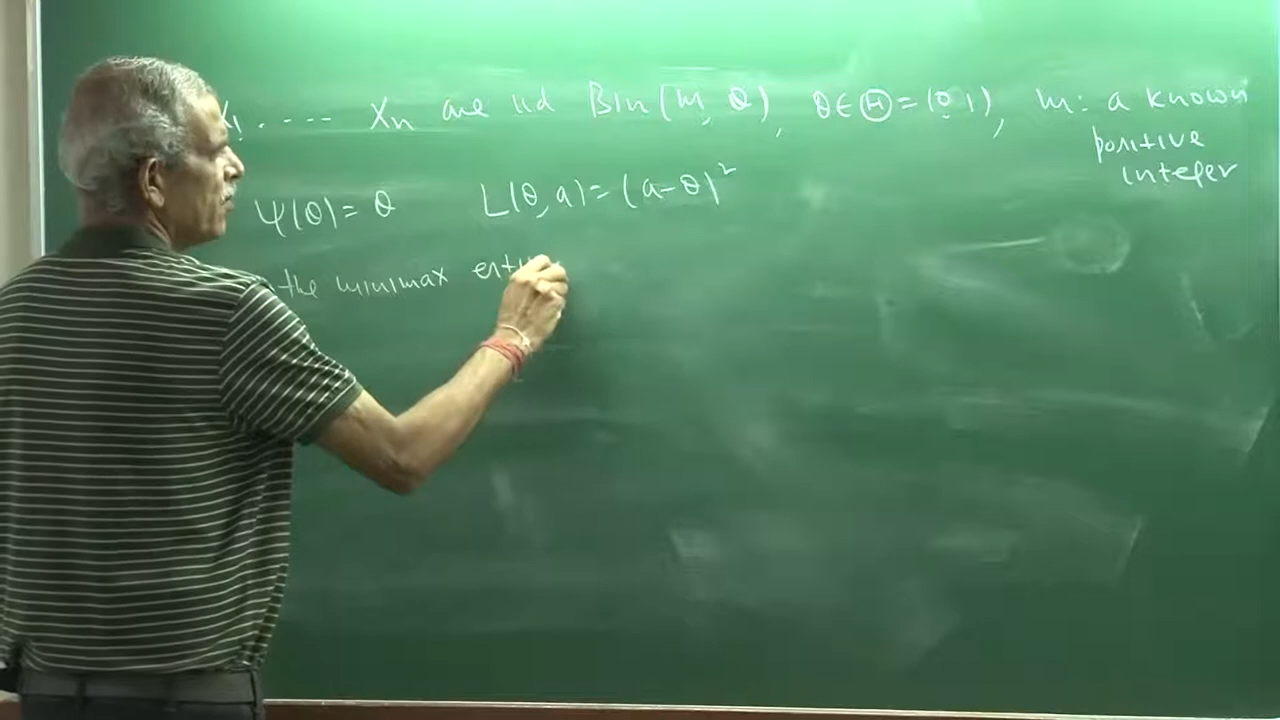 X₁, .... Xₙ are iid Bin(m, θ), θ∈Ⓗ=(0,1), m: a known
positive
integer
Ψ(θ)=θ L(θ,a)=(a-θ)²
the minimax